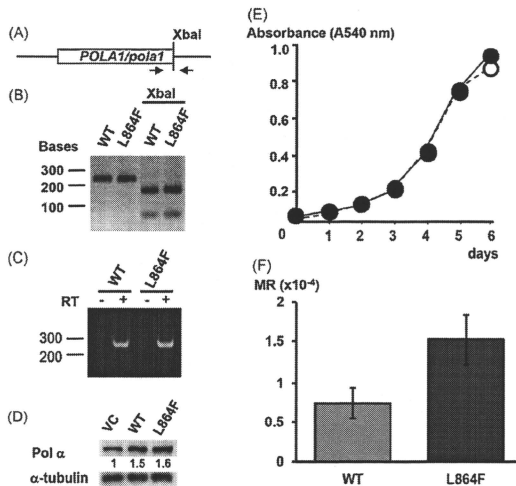 (A)
XbaI
POLA1/pola1
(B)
XbaI
WT L864F WT L864F
Bases
300
200
100
(C)
WT L864F
RT - + - +
300
200
(D)
VC WT L864F
Pol α
1 1.5 1.6
α-tubulin
(E)
Absorbance (A540 nm)
1.0
0.8
0.6
0.4
0.2
0 1 2 3 4 5 6
days
(F)
MR (x10⁻⁴)
2
1.5
1
0.5
0
WT L864F